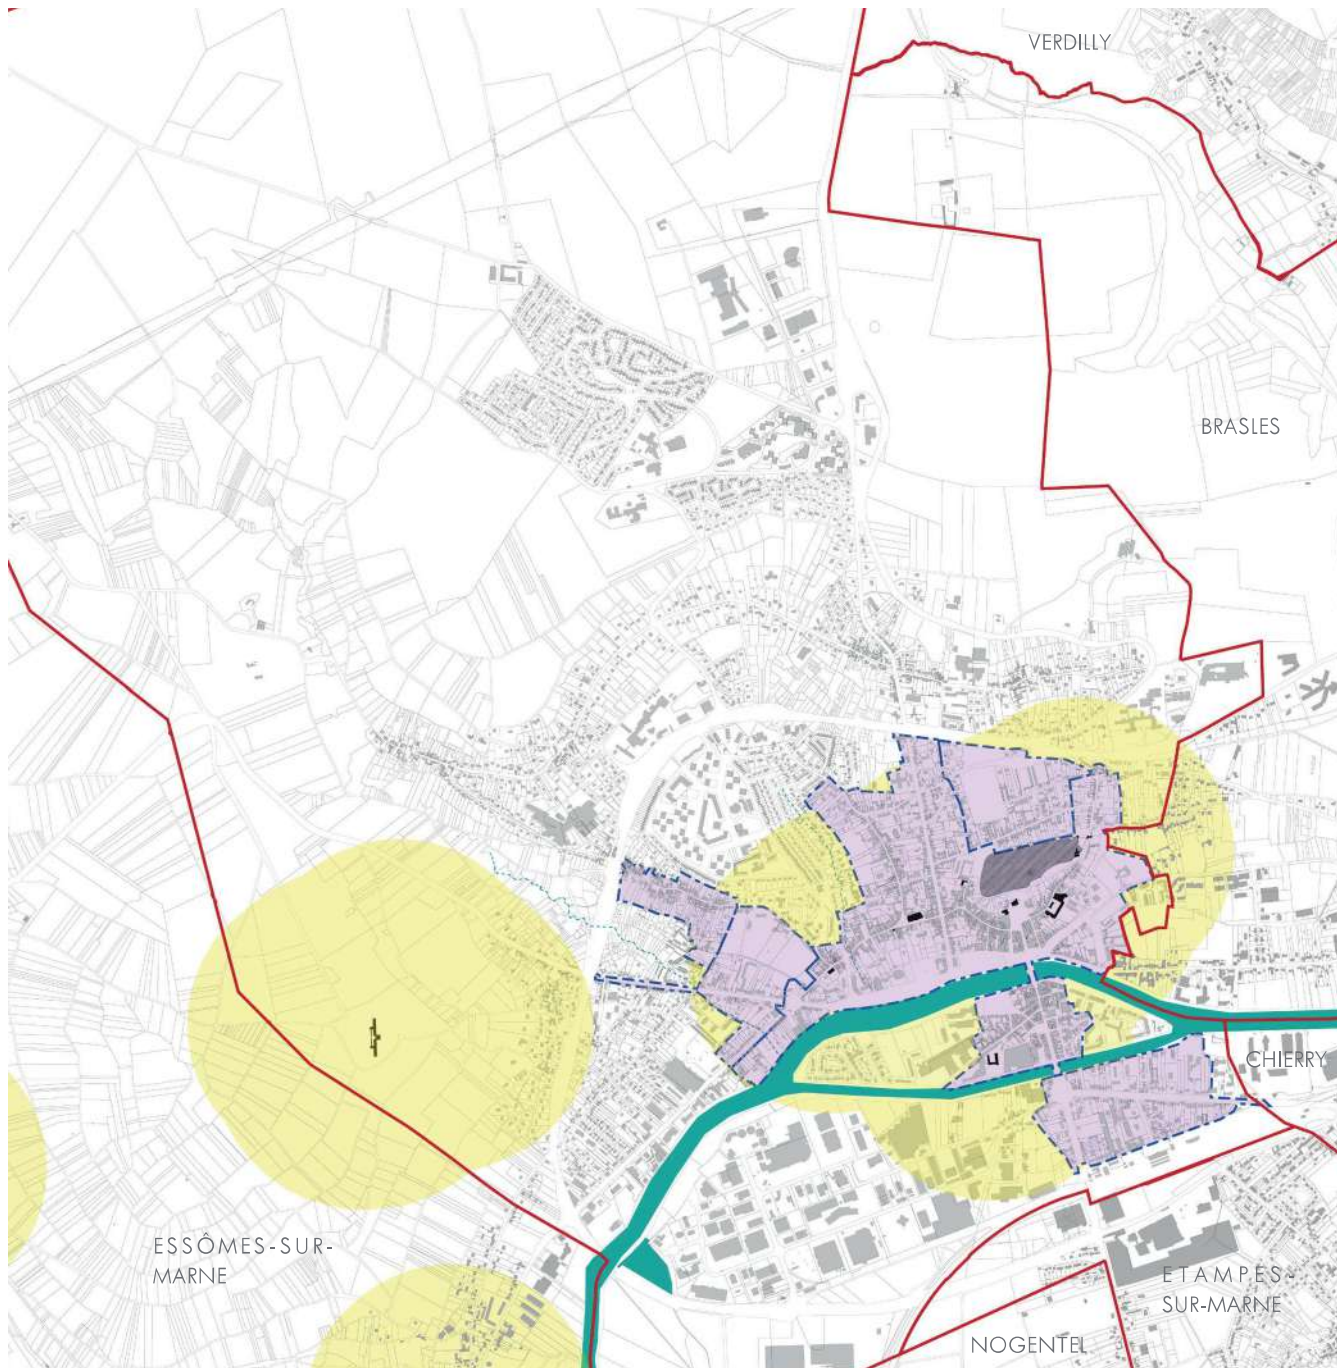 VERDILLY
BRASLES
CHIERRY
ESSÔMES-SUR-
MARNE
ETAMPES-
SUR-MARNE
NOGENTEL